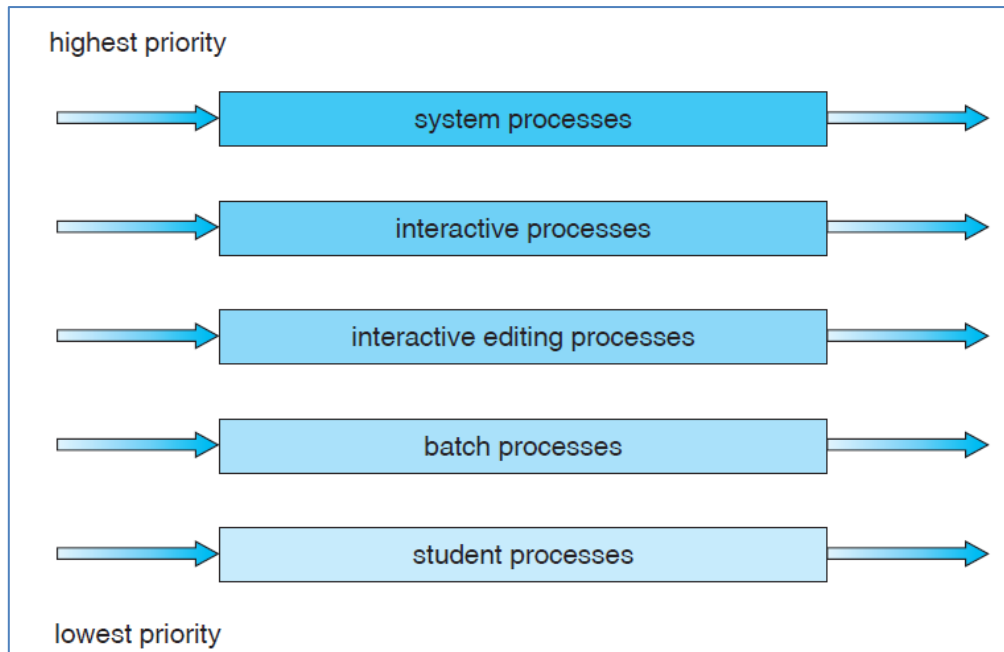 highest priority
system processes
interactive processes
interactive editing processes
batch processes
student processes
lowest priority